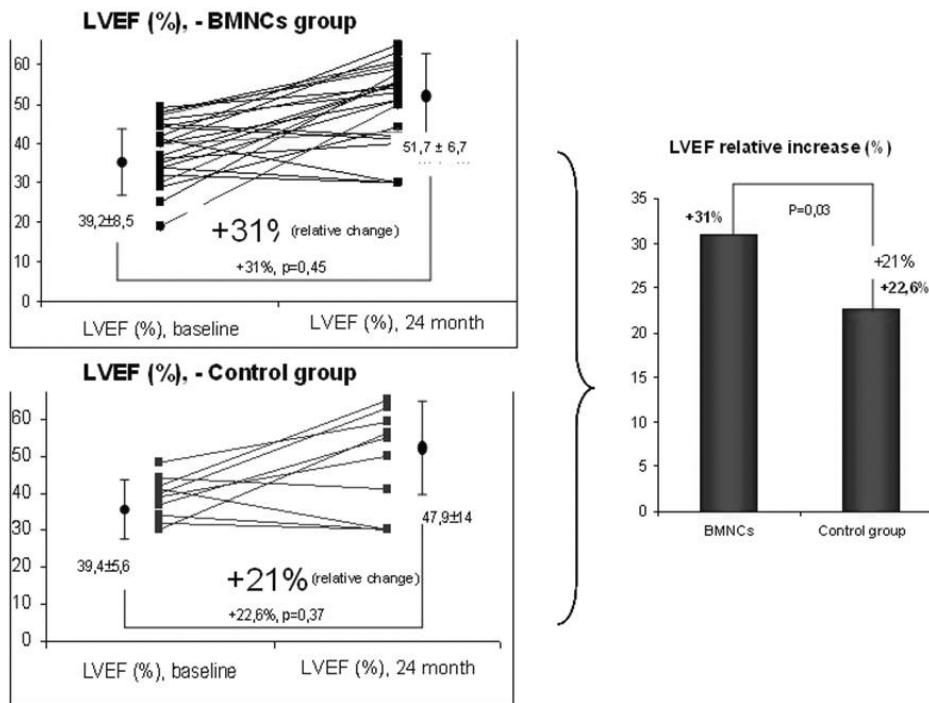 LVEF (%), - BMNCs group
60
50
40
30
20
10
0
39,2±8,5
51,7 ± 6,7
+31% (relative change)
+31%, p=0,45
LVEF (%), baseline
LVEF (%), 24 month
LVEF (%), - Control group
60
50
40
30
20
10
0
39,4±5,6
47,9±14
+21% (relative change)
+22,6%, p=0,37
LVEF (%), baseline
LVEF (%), 24 month
LVEF relative increase (%)
35
30
25
20
15
10
5
0
+31%
P=0,03
+21%
+22,6%
BMNCs
Control group